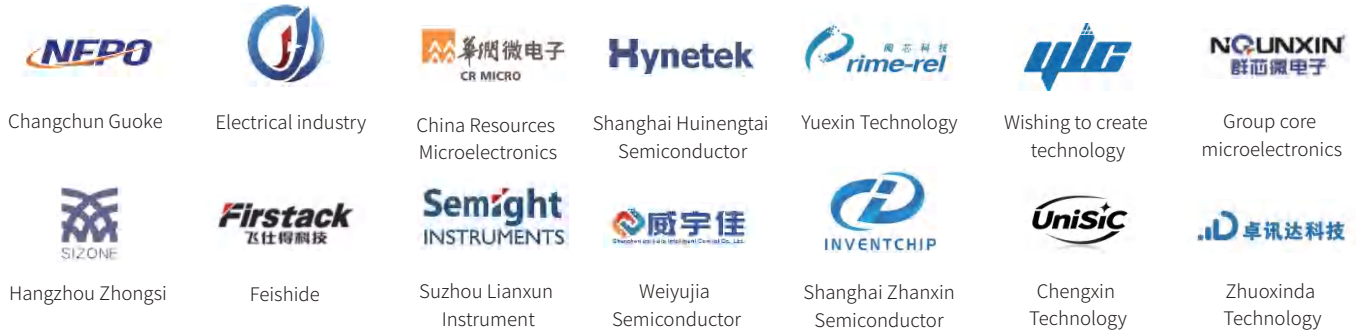 NEPO
華潤微电子
CR MICRO
Hynetek
閱芯科技
Prime-rel
NQUNXIN
群芯微电子
Changchun Guoke
Electrical industry
China Resources
Microelectronics
Shanghai Huinengtai
Semiconductor
Yuexin Technology
Wishing to create
technology
Group core
microelectronics
SIZONE
Firstack
飞仕得科技
Semight
INSTRUMENTS
威宇佳
INVENTCHIP
UniSiC
卓讯达科技
Hangzhou Zhongsi
Feishide
Suzhou Lianxun
Instrument
Weiyujia
Semiconductor
Shanghai Zhanxin
Semiconductor
Chengxin
Technology
Zhuoxinda
Technology